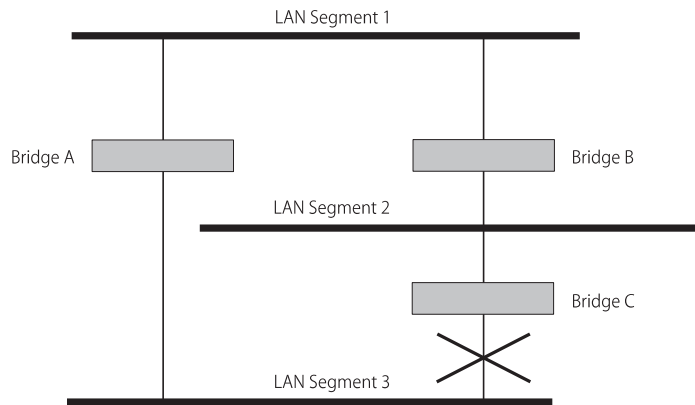 LAN Segment 1
Bridge A
Bridge B
LAN Segment 2
Bridge C
LAN Segment 3